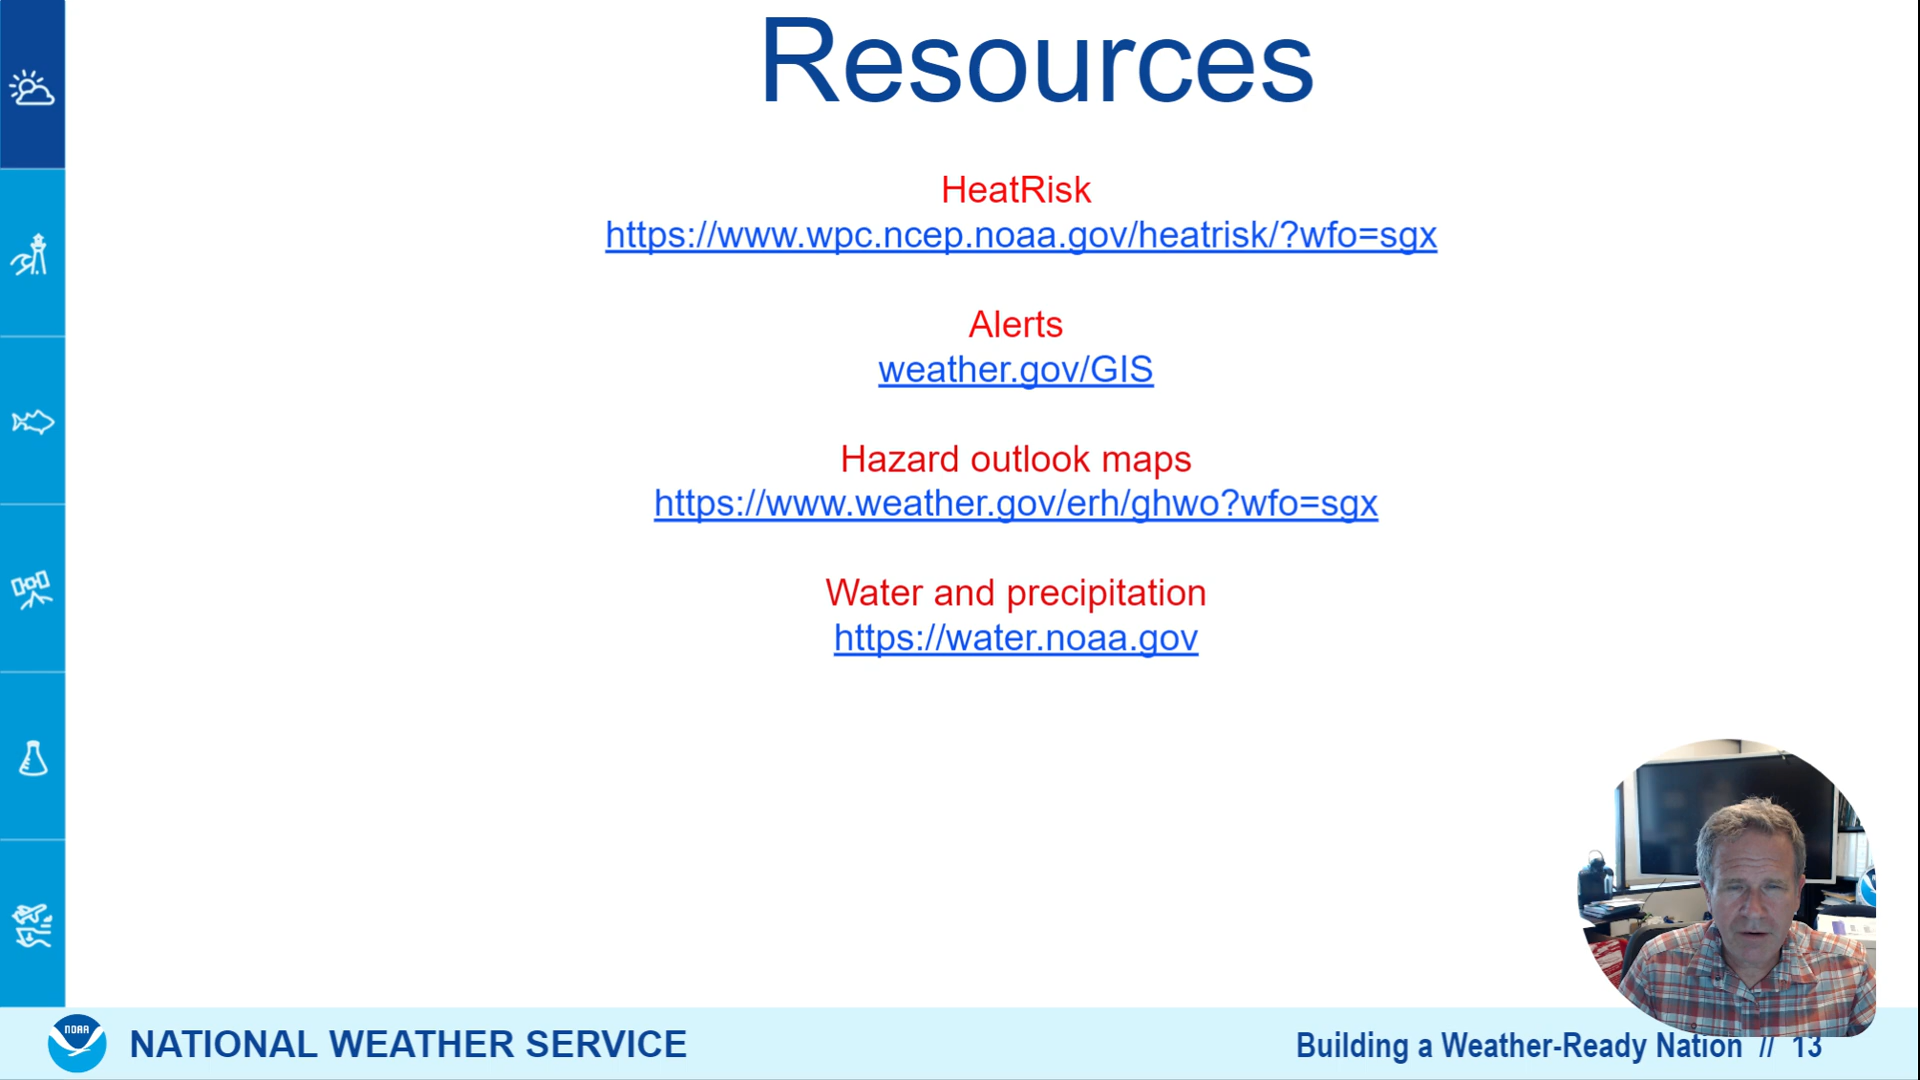 Resources
HeatRisk
https://www.wpc.ncep.noaa.gov/heatrisk/?wfo=sgx
Alerts
weather.gov/GIS
Hazard outlook maps
https://www.weather.gov/erh/ghwo?wfo=sgx
Water and precipitation
https://water.noaa.gov
NOAA
NATIONAL WEATHER SERVICE
Building a Weather-Ready Nation // 13